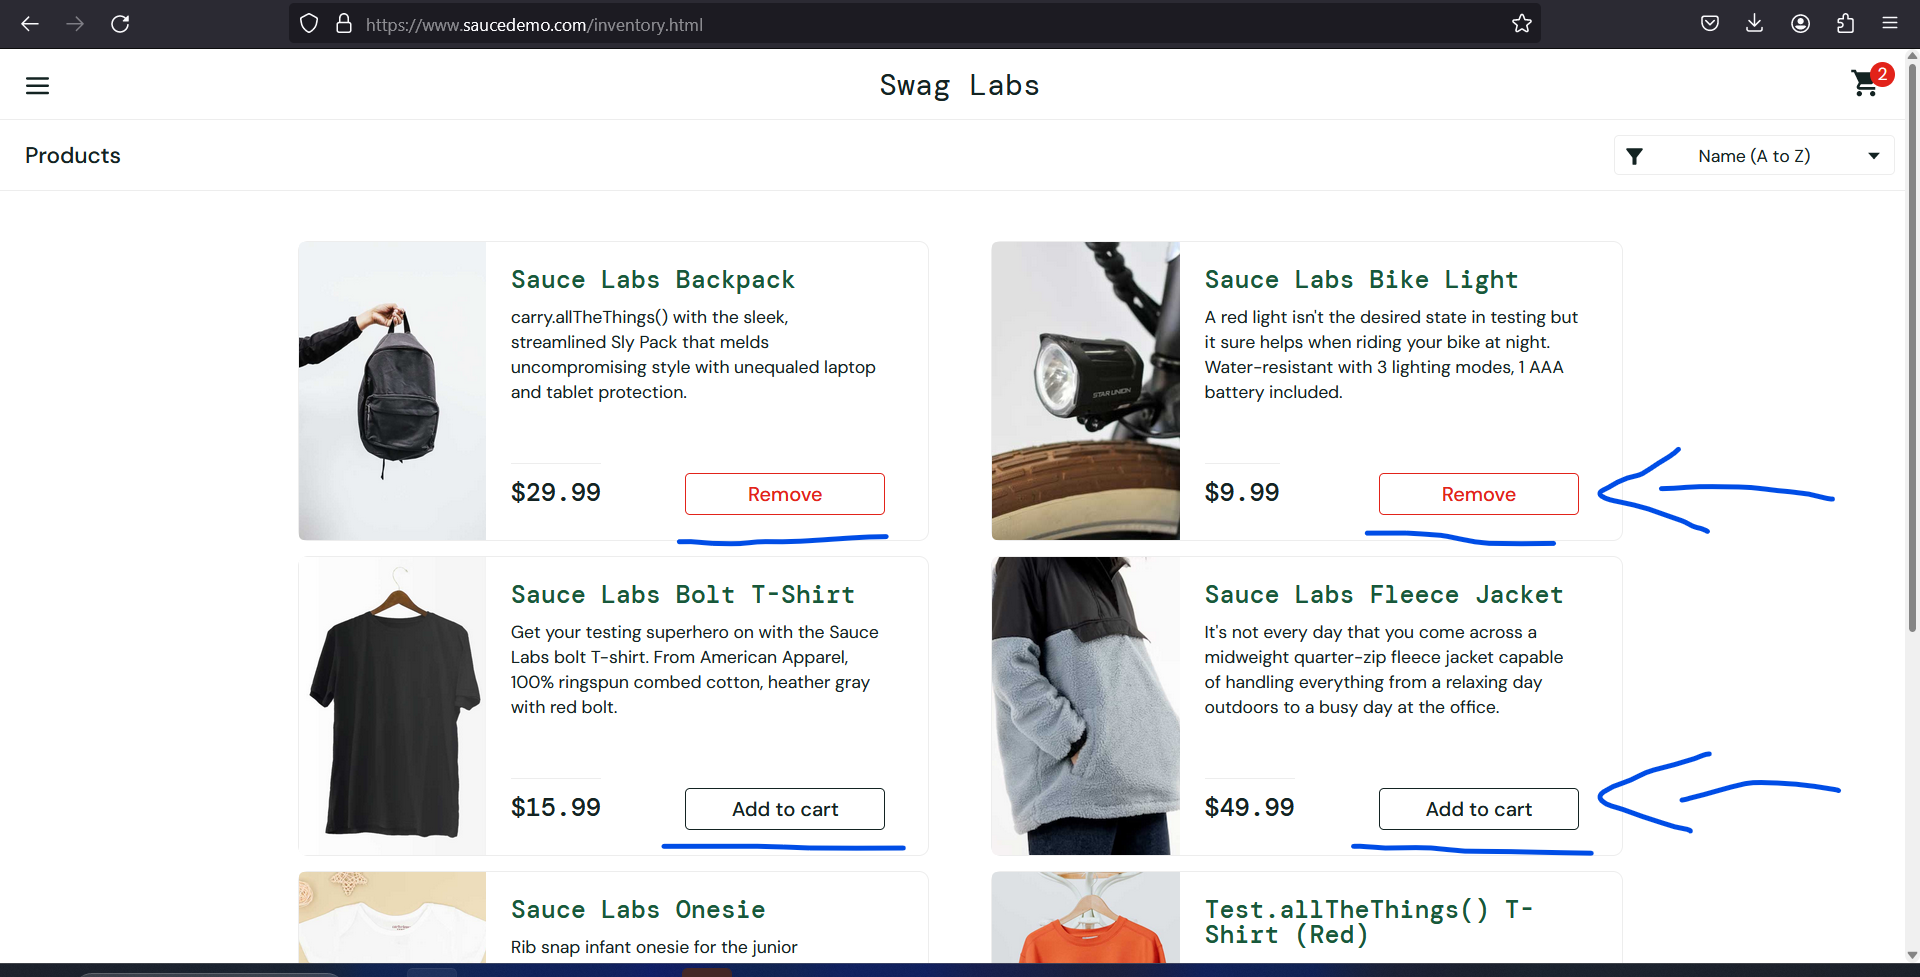 https://www.saucedemo.com/inventory.html
Swag Labs
2
Products
Name (A to Z)
Sauce Labs Backpack
carry.allTheThings() with the sleek,
streamlined Sly Pack that melds
uncompromising style with unequaled laptop
and tablet protection.
$29.99
Remove
Sauce Labs Bike Light
A red light isn't the desired state in testing but
it sure helps when riding your bike at night.
Water-resistant with 3 lighting modes, 1 AAA
battery included.
STAR UNION
$9.99
Remove
Sauce Labs Bolt T-Shirt
Get your testing superhero on with the Sauce
Labs bolt T-shirt. From American Apparel,
100% ringspun combed cotton, heather gray
with red bolt.
$15.99
Add to cart
Sauce Labs Fleece Jacket
It's not every day that you come across a
midweight quarter-zip fleece jacket capable
of handling everything from a relaxing day
outdoors to a busy day at the office.
$49.99
Add to cart
Sauce Labs Onesie
Rib snap infant onesie for the junior
Test.allTheThings() T-
Shirt (Red)